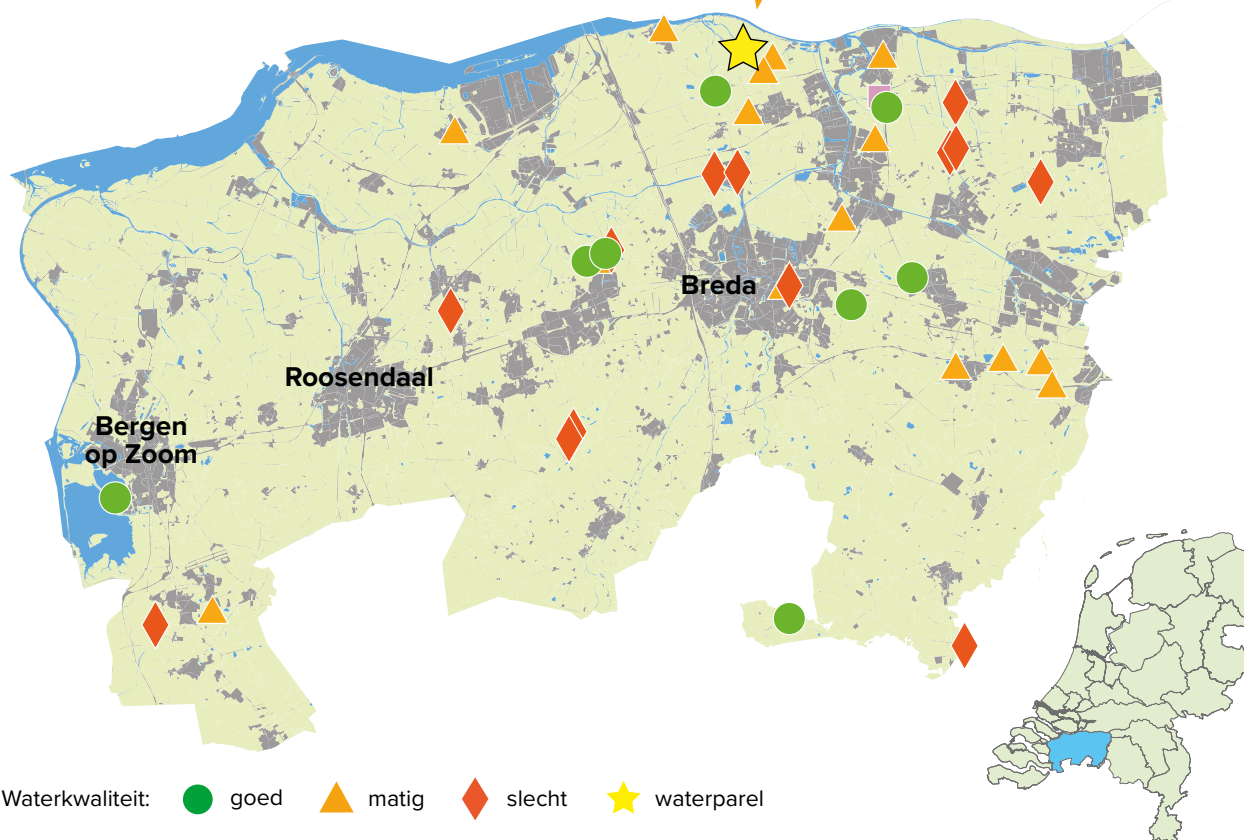 Breda
Roosendaal
Bergen
op Zoom
Waterkwaliteit: goed matig slecht waterparel